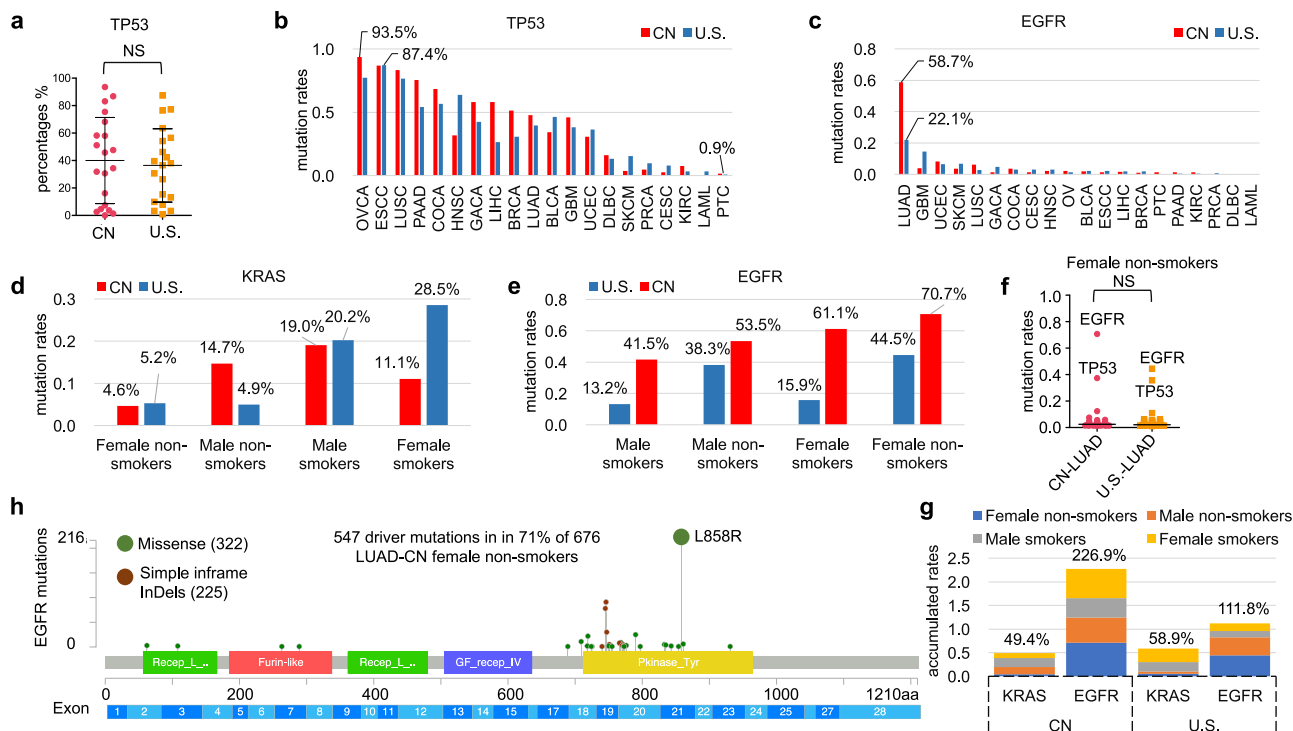 a
TP53
NS
percentages %
100
80
60
40
20
0
CN
U.S.
b
TP53
CN
U.S.
93.5%
87.4%
0.9%
mutation rates
1.0
0.5
0.0
OVCA
ESCC
LUSC
PAAD
COCA
HNSC
GACA
LIHC
BRCA
LUAD
BLCA
GBM
UCEC
DLBC
SKCM
PRCA
CESC
KIRC
LAML
PTC
c
EGFR
CN
U.S.
58.7%
22.1%
mutation rates
0.8
0.6
0.4
0.2
0.0
LUAD
GBM
UCEC
SKCM
LUSC
GACA
COCA
CESC
HNSC
OV
BLCA
ESCC
LIHC
BRCA
PTC
PAAD
KIRC
PRCA
DLBC
LAML
d
KRAS
CN
U.S.
mutation rates
0.3
0.2
0.1
0.0
4.6%
5.2%
14.7%
4.9%
19.0%
20.2%
11.1%
28.5%
Female non-
smokers
Male non-
smokers
Male
smokers
Female
smokers
e
EGFR
U.S.
CN
mutation rates
0.8
0.6
0.4
0.2
0.0
13.2%
41.5%
38.3%
53.5%
15.9%
61.1%
44.5%
70.7%
Male
smokers
Male non-
smokers
Female
smokers
Female non-
smokers
f
Female non-smokers
NS
mutation rates
1.0
0.8
0.6
0.4
0.2
0.0
EGFR
TP53
EGFR
TP53
CN-LUAD
U.S.-LUAD
h
EGFR mutations
216
0
Missense (322)
Simple inframe
InDels (225)
547 driver mutations in in 71% of 676
LUAD-CN female non-smokers
L858R
Recep_L_..
Furin-like
Recep_L_..
GF_recep_IV
Pkinase_Tyr
0
200
400
600
800
1000
1210aa
Exon
1
2
3
4
5
6
7
8
9
10
11
12
13
14
15
17
18
19
20
21
22
23
24
25
27
28
g
Female non-smokers
Male non-smokers
Male smokers
Female smokers
accumulated rates
2.5
2.0
1.5
1.0
0.5
0.0
49.4%
226.9%
58.9%
111.8%
KRAS
EGFR
KRAS
EGFR
CN
U.S.